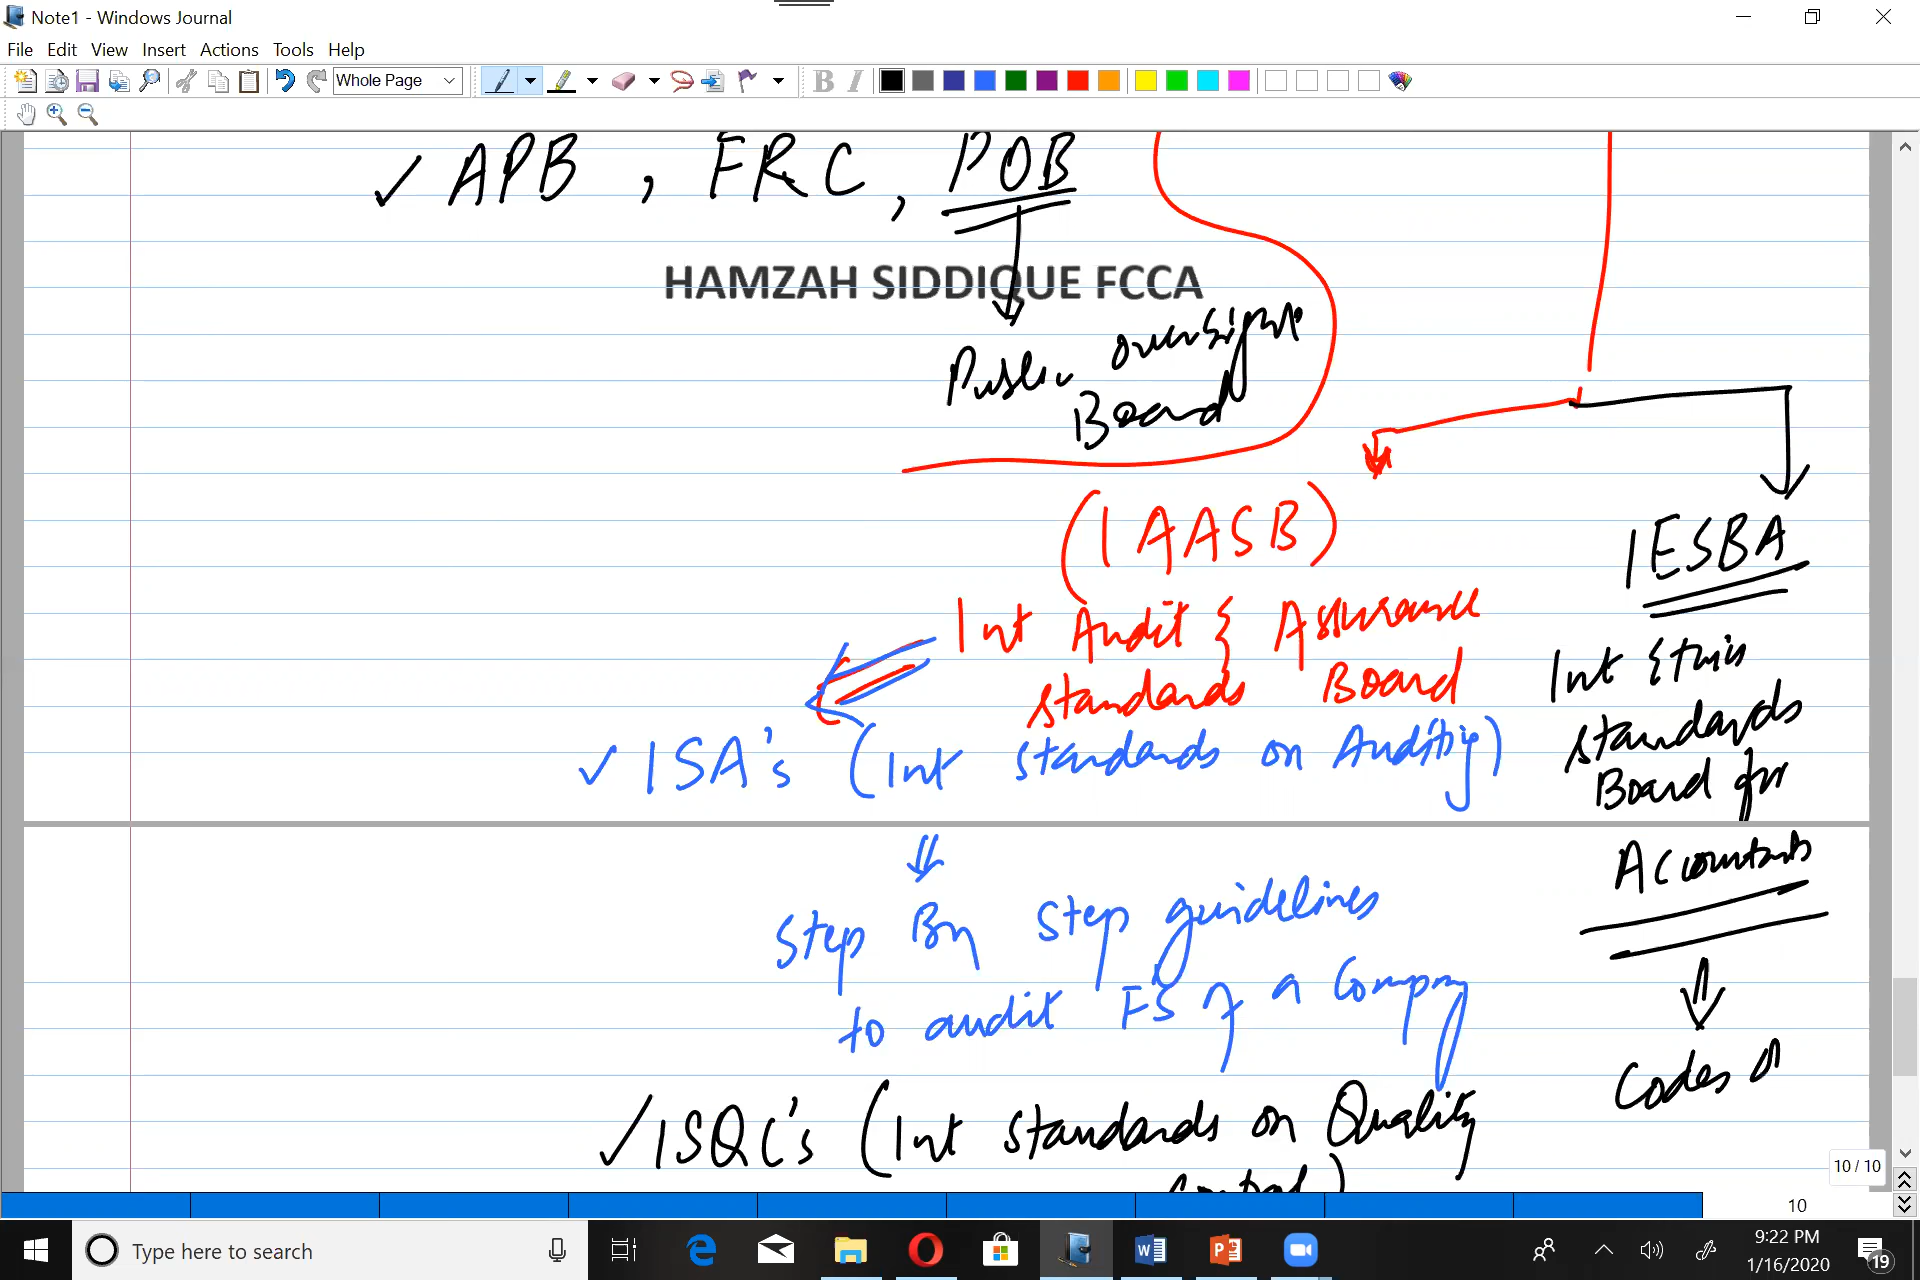 Note1 - Windows Journal
File Edit View Insert Actions Tools Help
Whole Page
B I
✓ APB , FRC, POB
HAMZAH SIDDIQUE FCCA
Public oversight
Board
(IAASB)
IESBA
Int Audit & Assurance
Standards Board
Int Ethics
Standards
Board for
Accountants
✓ ISA's (Int Standards on Auditing)
Step By Step guidelines
to audit FS of a Company
Codes o
✓ ISQC's (Int Standards on Quality
Control)
10 / 10
10
Type here to search
9:22 PM
1/16/2020
19